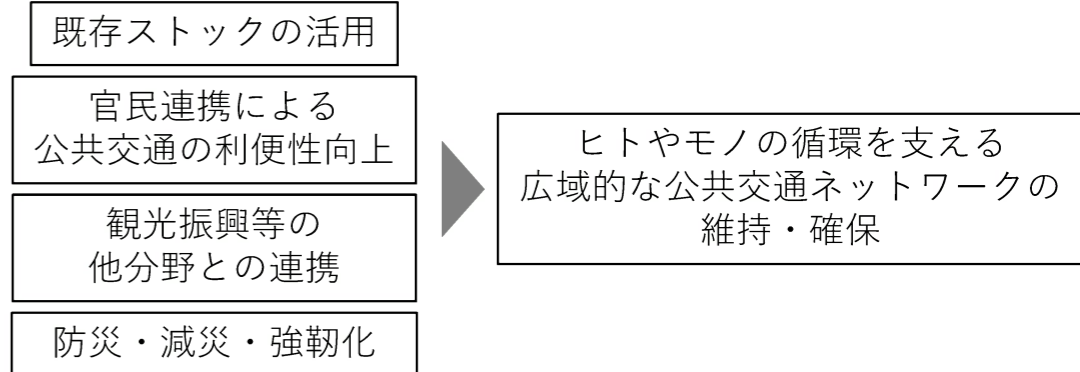 既存ストックの活用
官民連携による
公共交通の利便性向上
観光振興等の
他分野との連携
防災・減災・強靭化
ヒトやモノの循環を支える
広域的な公共交通ネットワークの
維持・確保